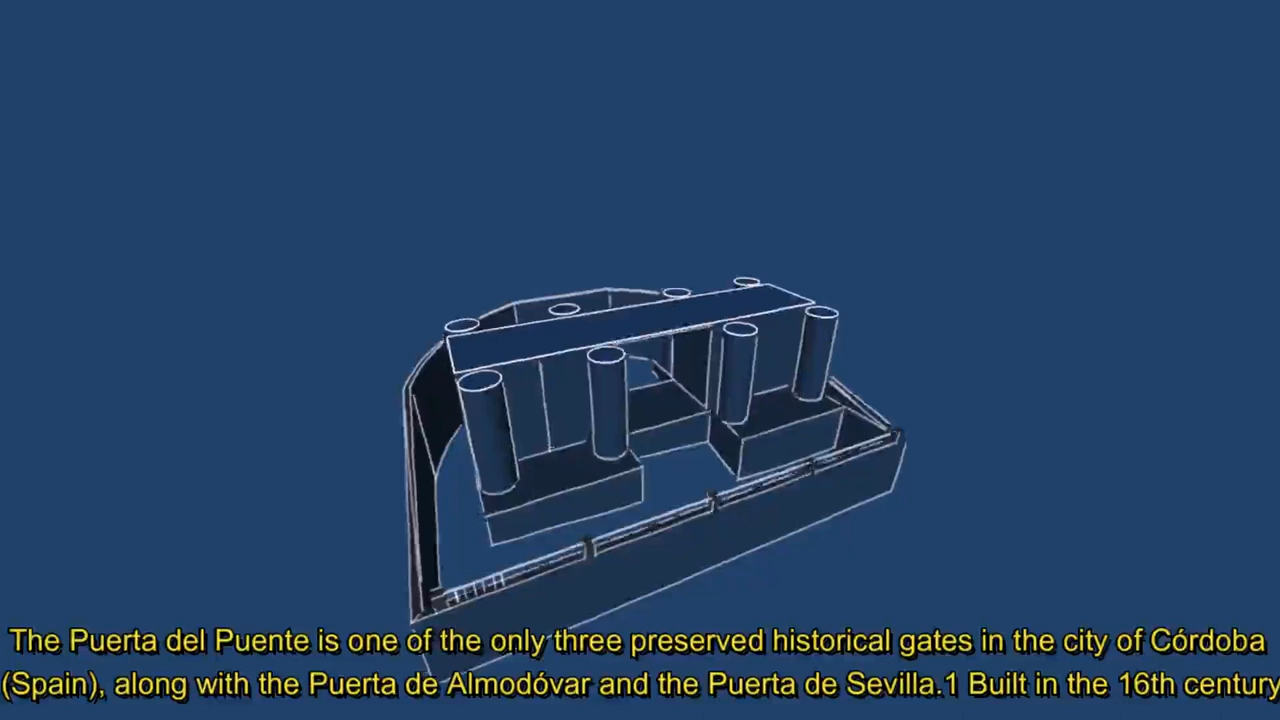 The Puerta del Puente is one of the only three preserved historical gates in the city of Córdoba
(Spain), along with the Puerta de Almodóvar and the Puerta de Sevilla.1 Built in the 16th century